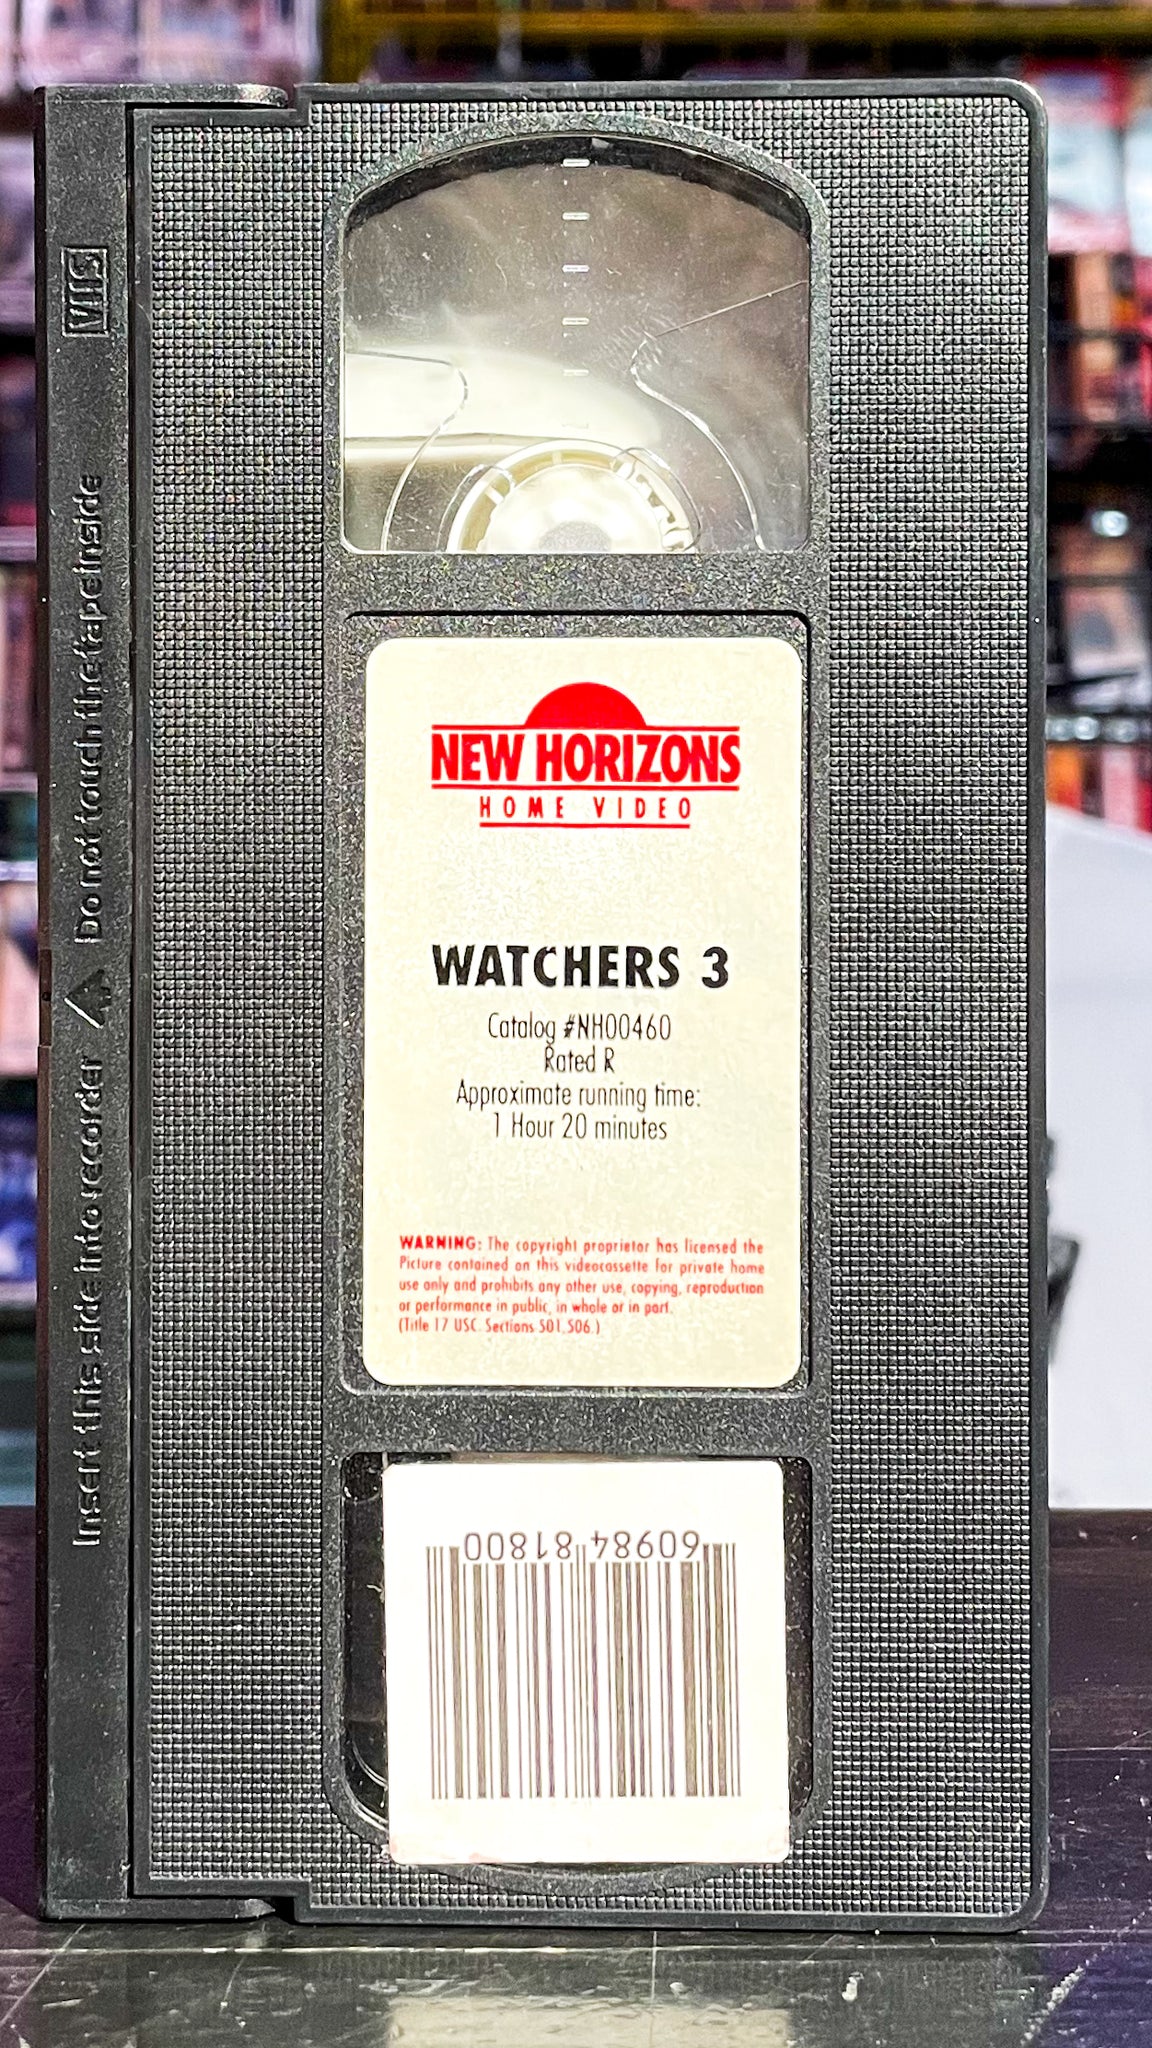 VHS
Insert this side into recorder Do not touch the tape inside
NEW HORIZONS
HOME VIDEO
WATCHERS 3
Catalog #NH00460
Rated R
Approximate running time:
1 Hour 20 minutes
WARNING: The copyright proprietor has licensed the
Picture contained on this videocassette for private home
use only and prohibits any other use, copying, reproduction
or performance in public, in whole or in part.
(Title 17 USC Sections 501, 506.)
60984 81800